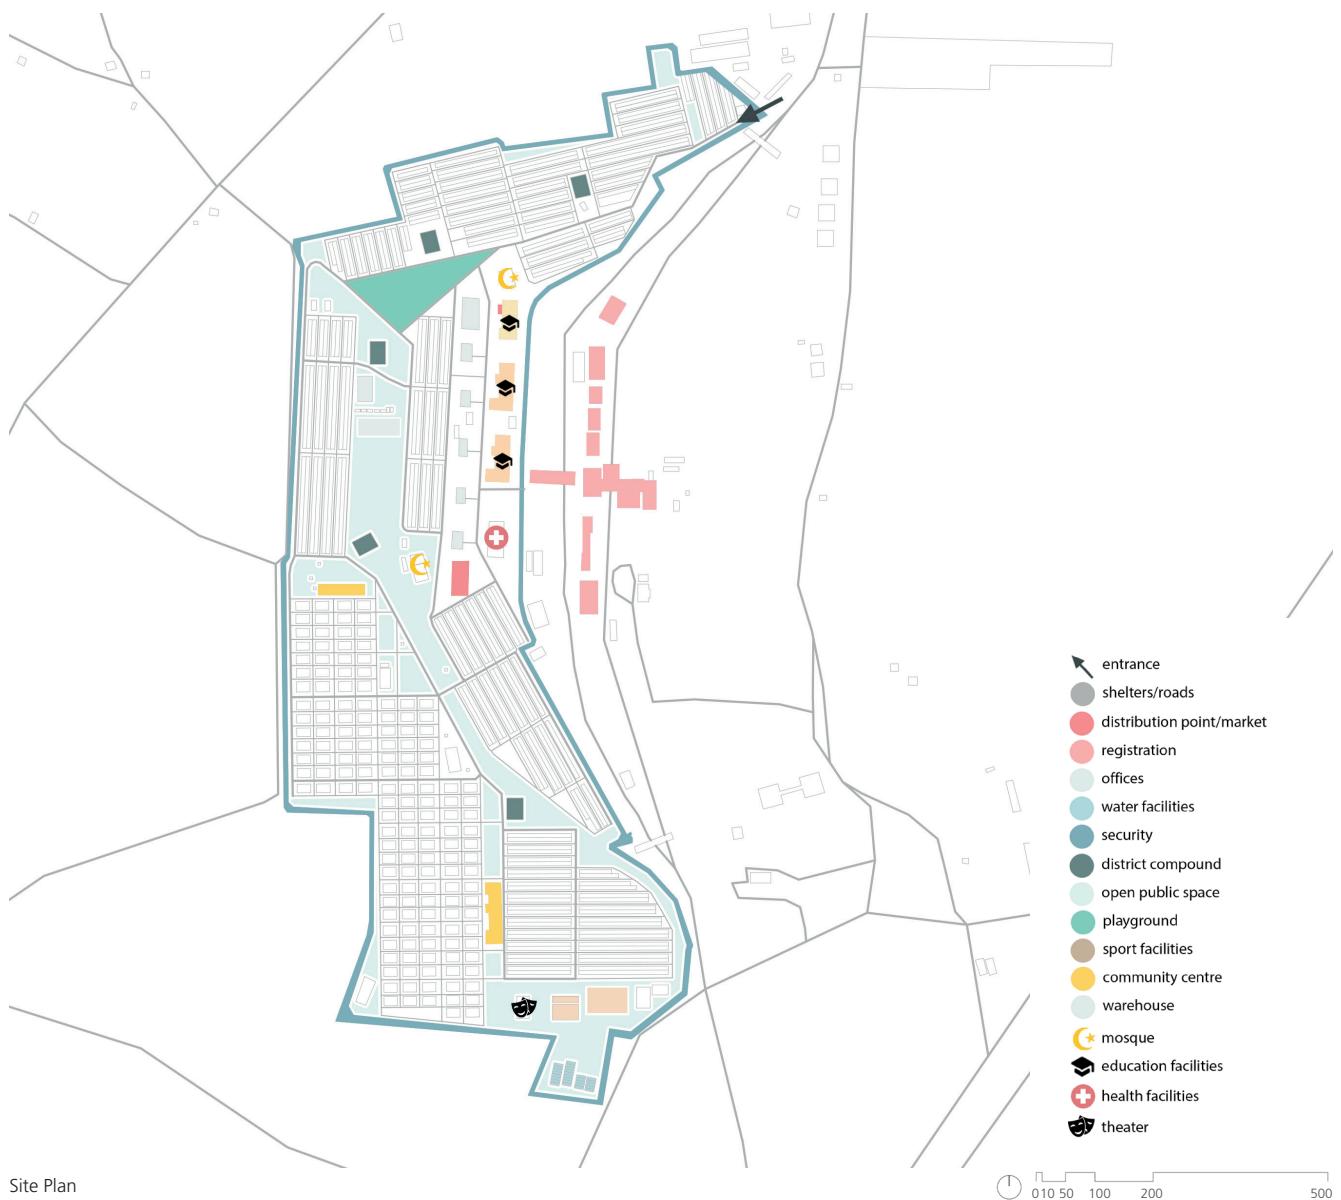 entrance
shelters/roads
distribution point/market
registration
offices
water facilities
security
district compound
open public space
playground
sport facilities
community centre
warehouse
mosque
education facilities
health facilities
theater
Site Plan
0 10 50 100 200 500